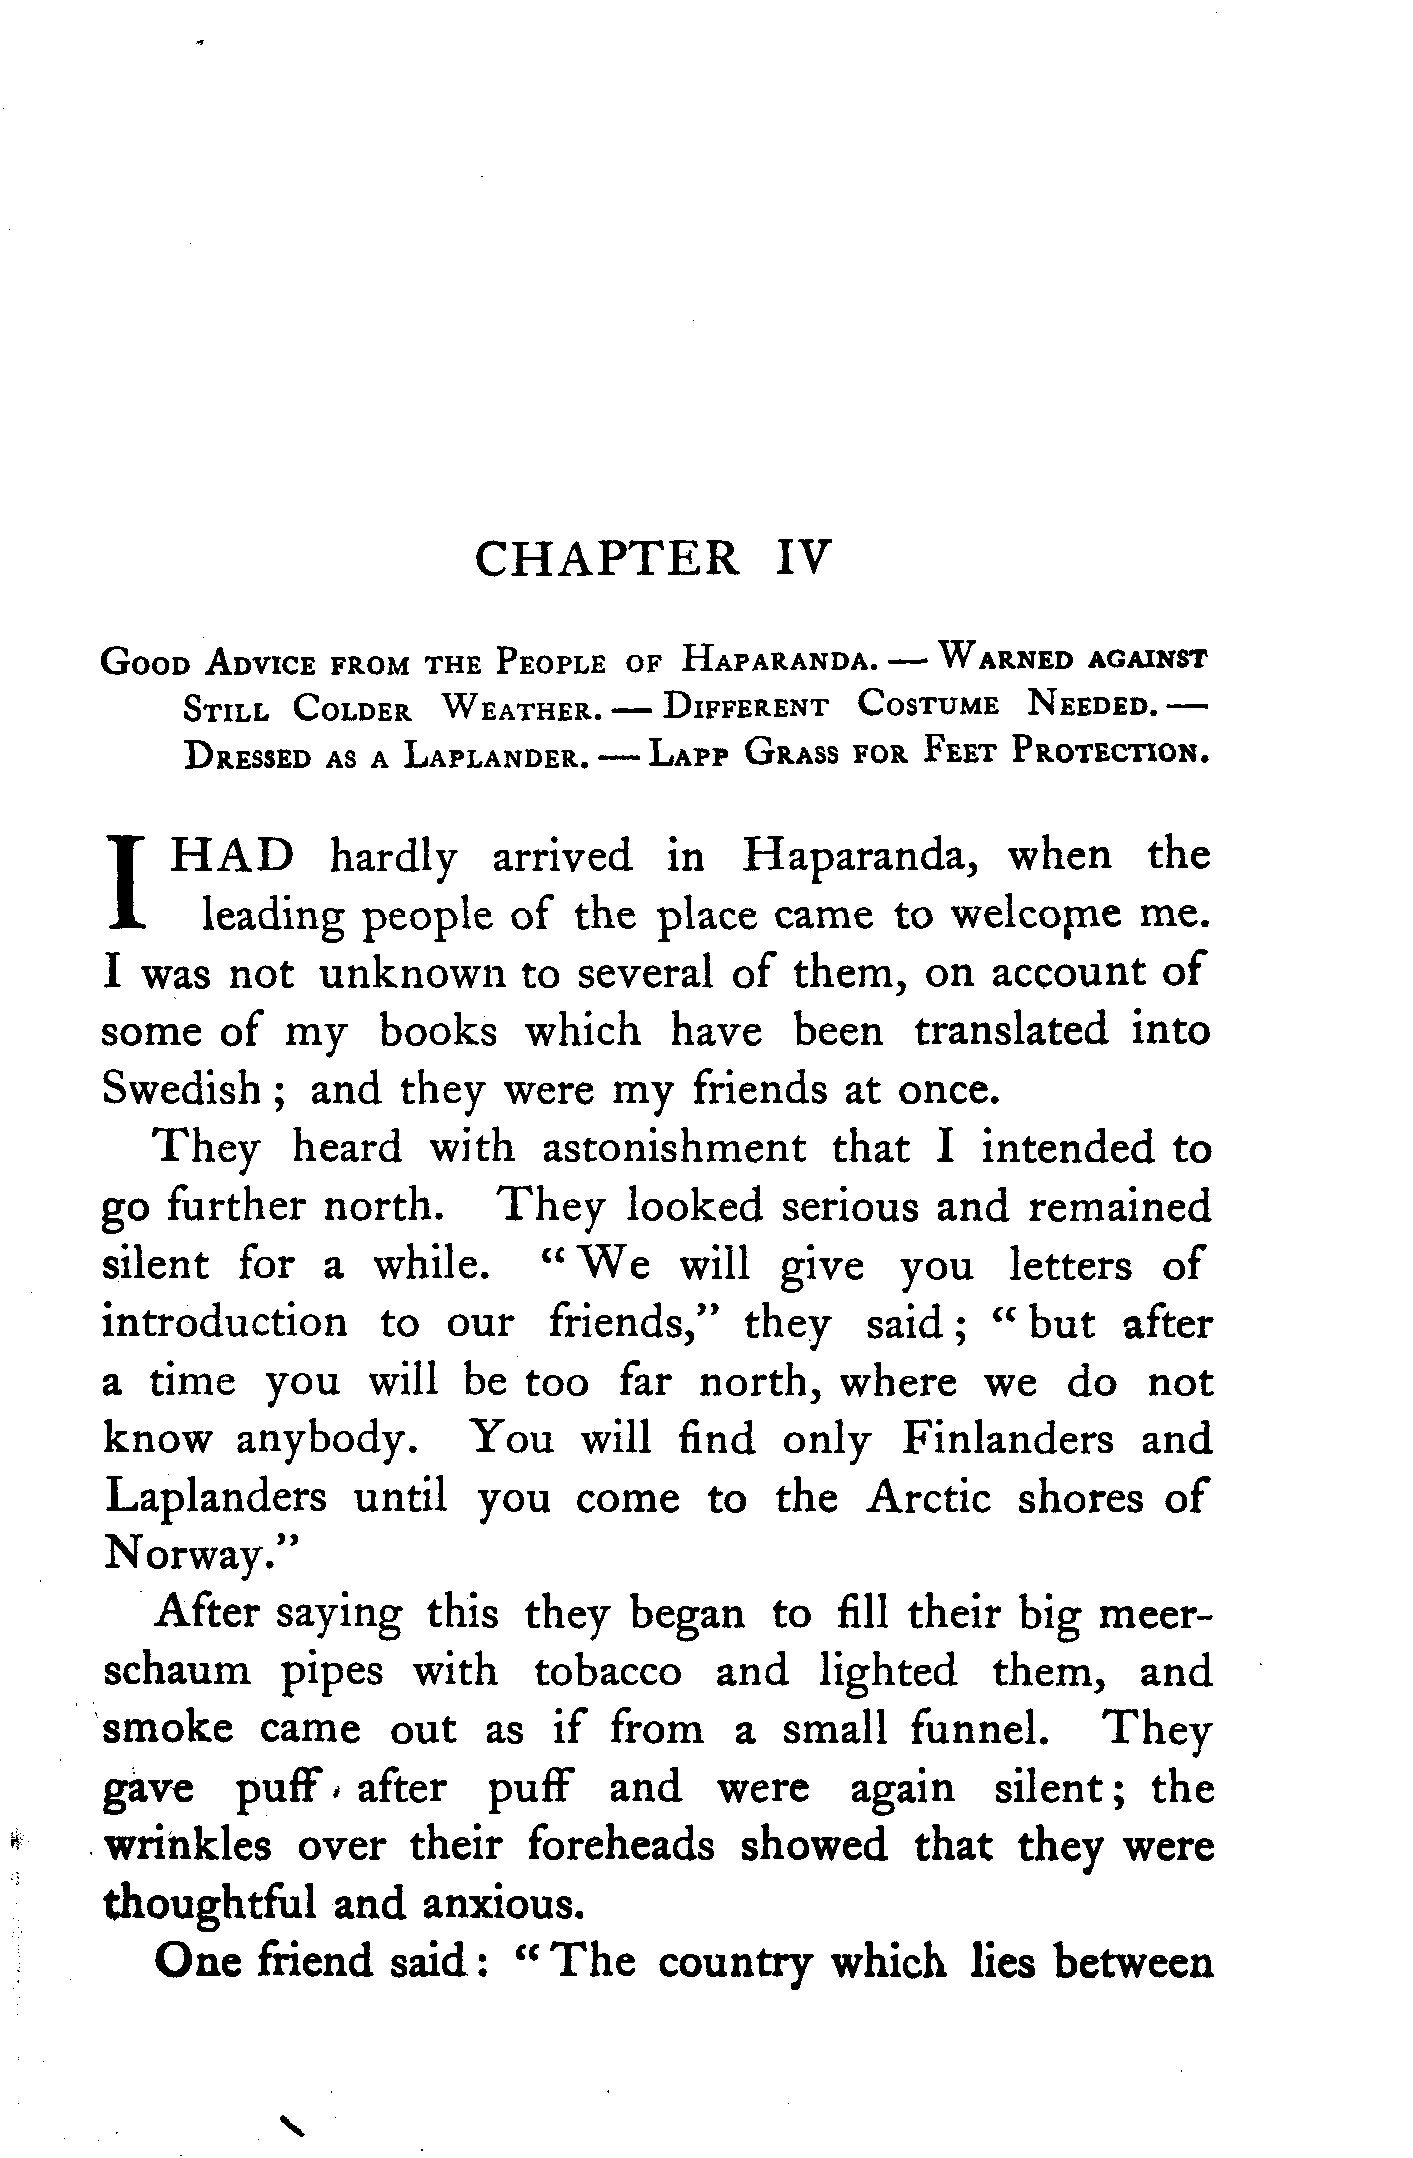 CHAPTER IV
Good Advice from the People of Haparanda. — Warned against
Still Colder Weather. — Different Costume Needed. —
Dressed as a Laplander. — Lapp Grass for Feet Protection.
I HAD hardly arrived in Haparanda, when the
leading people of the place came to welcome me.
I was not unknown to several of them, on account of
some of my books which have been translated into
Swedish ; and they were my friends at once.
They heard with astonishment that I intended to
go further north. They looked serious and remained
silent for a while. “ We will give you letters of
introduction to our friends,” they said ; “ but after
a time you will be too far north, where we do not
know anybody. You will find only Finlanders and
Laplanders until you come to the Arctic shores of
Norway.”
After saying this they began to fill their big meer-
schaum pipes with tobacco and lighted them, and
smoke came out as if from a small funnel. They
gave puff after puff and were again silent ; the
wrinkles over their foreheads showed that they were
thoughtful and anxious.
One friend said : “ The country which lies between